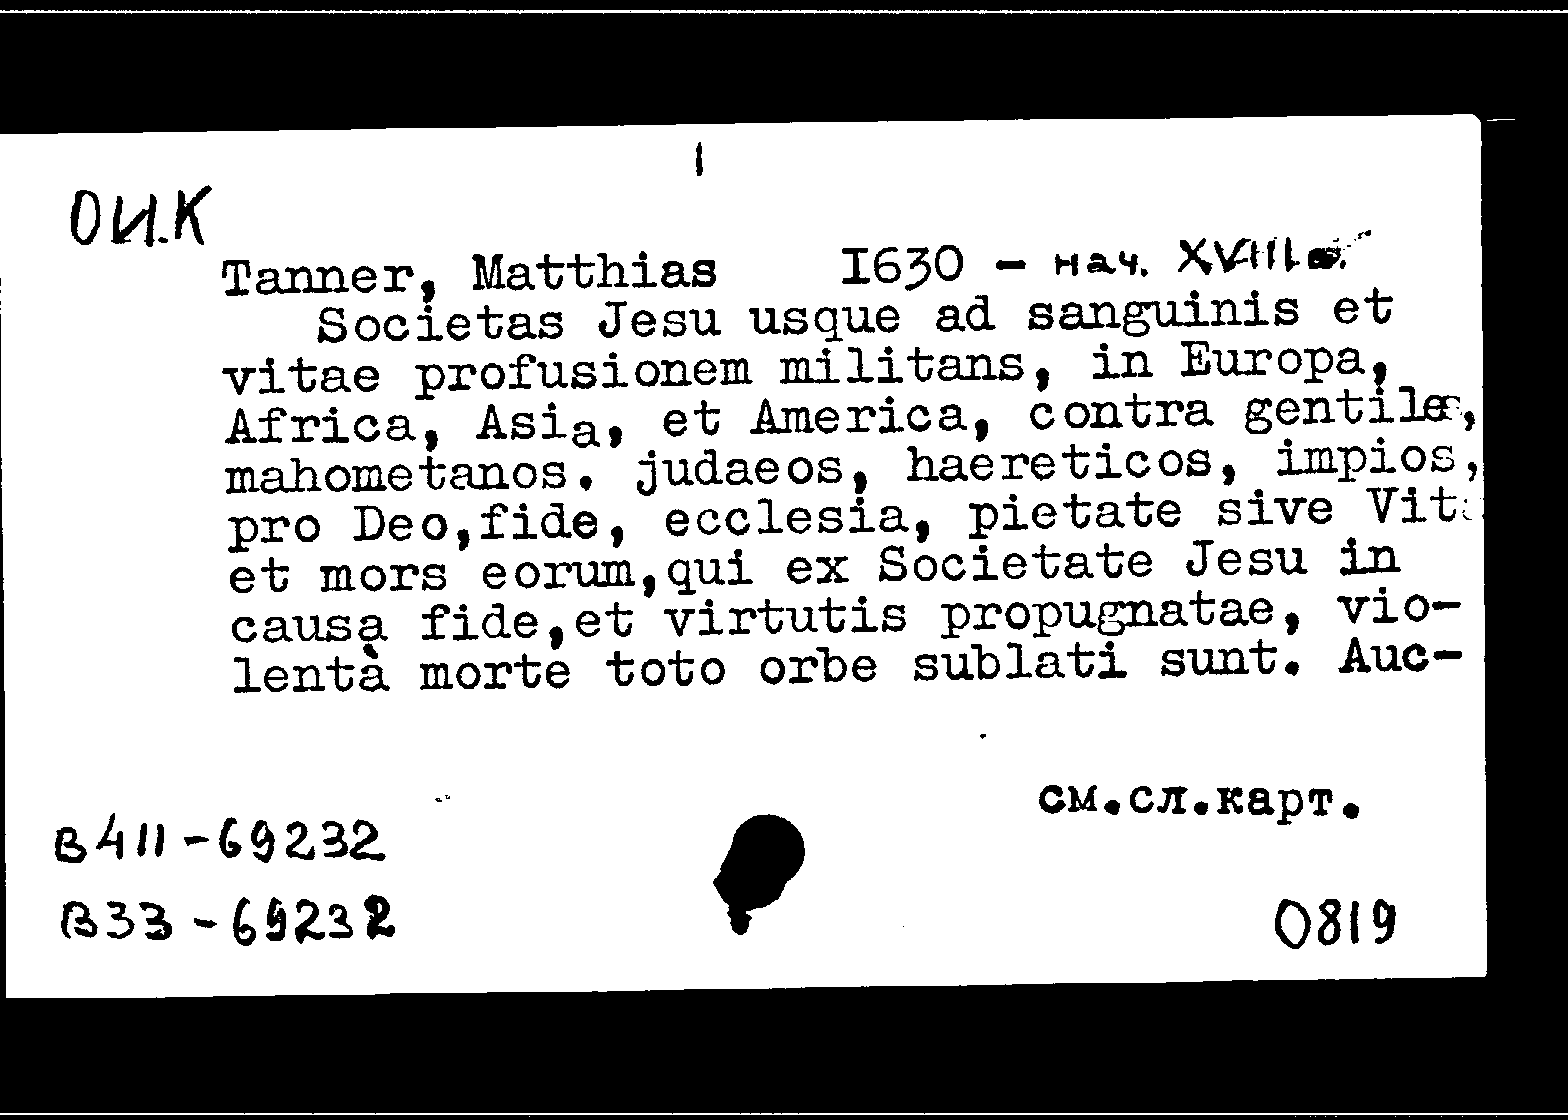 1
ОИ.К
Tanner, Matthias I630 - нач. XVIII в.
Societas Jesu usque ad sanguinis et
vitae profusionem militans, in Europa,
Africa, Asia, et America, contra gentiles,
mahometanos. judaeos, haereticos, impios,
pro Deo,fide, ecclesia, pietate sive Vita
et mors eorum,qui ex Societate Jesu in
causa fide,et virtutis propugnatae, vio-
lentà morte toto orbe sublati sunt. Auc-
см.сл.карт.
В411-69232
В33-69232
0819